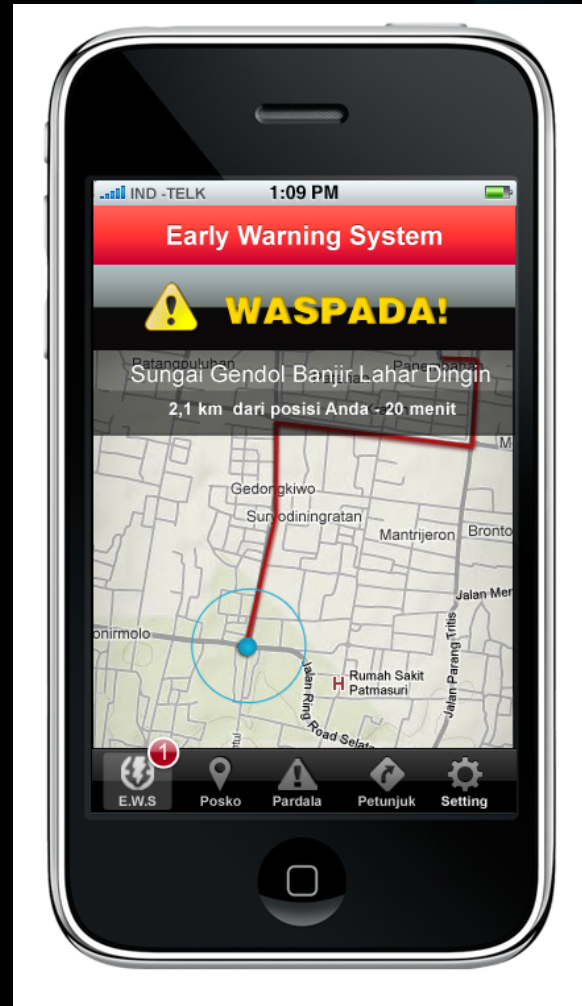 IND -TELK 1:09 PM
Early Warning System
WASPADA!
Patangpuluhan
Sungai Gendol Banjir Lahar Dingin
2,1 km dari posisi Anda - 20 menit
M
Gedongkiwo
Suryodiningratan
Mantrijeron Bronto
Jalan Mer
onirmolo
Jalan Parang Tritis
Rumah Sakit
H Patmasuri
Jalan Ring Road Selata
tul
1
E.W.S Posko Pardala Petunjuk Setting